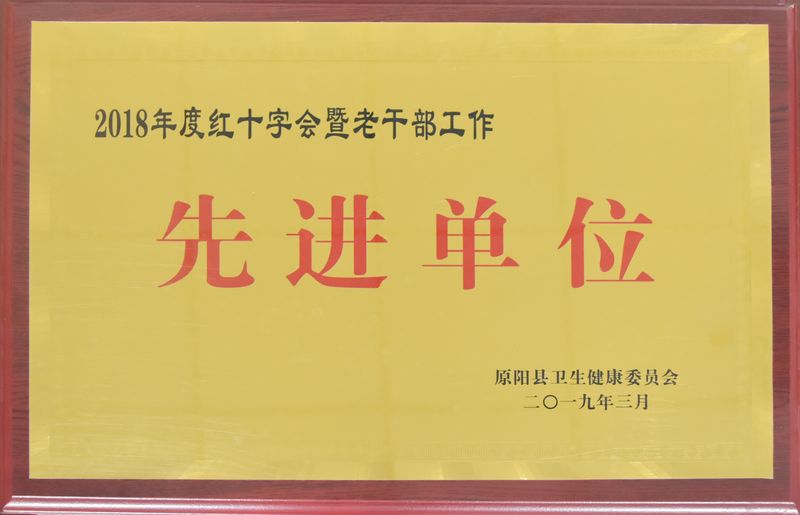 2018年度红十字会暨老干部工作
先进单位
原阳县卫生健康委员会
二〇一九年三月